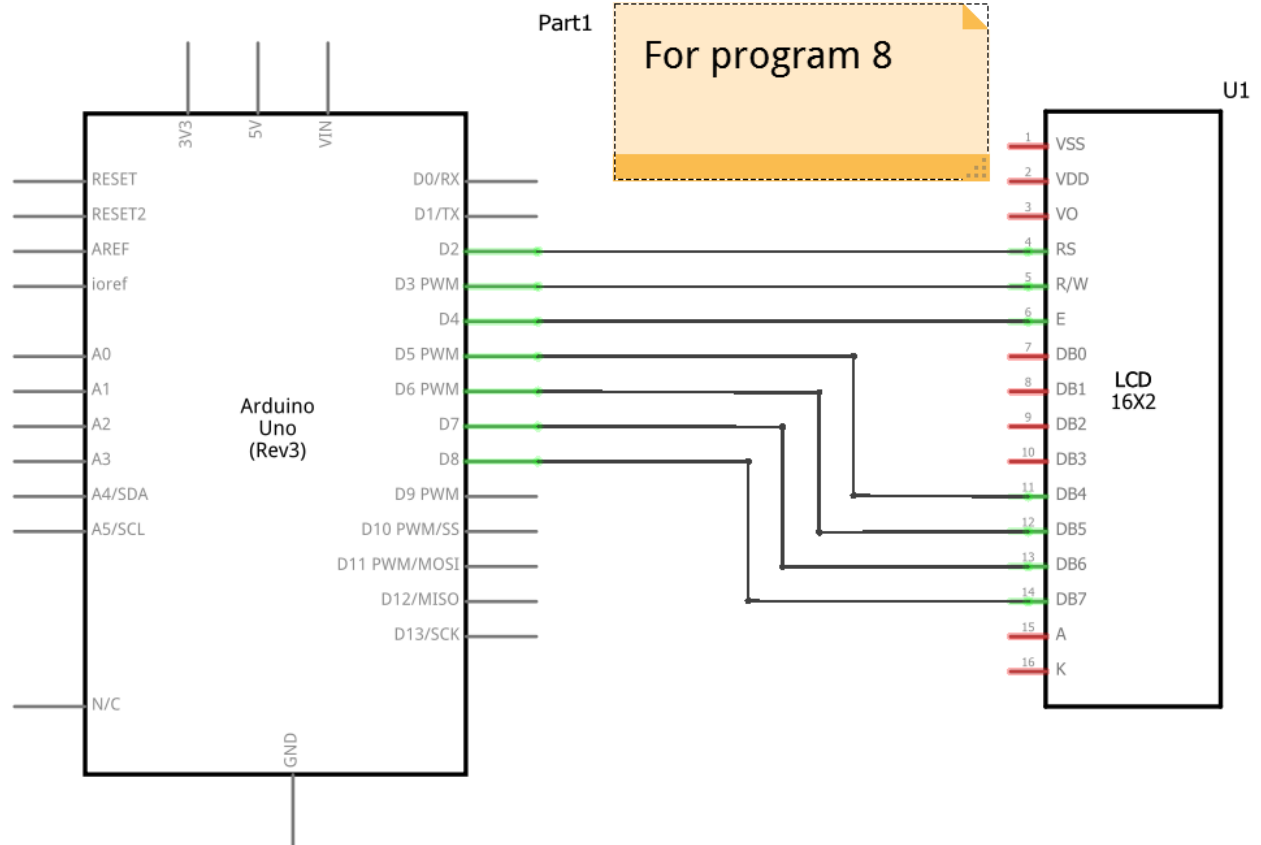 Part1
For program 8
U1
3V3
5V
VIN
RESET
RESET2
AREF
ioref
A0
A1
A2
A3
A4/SDA
A5/SCL
N/C
Arduino
Uno
(Rev3)
D0/RX
D1/TX
D2
D3 PWM
D4
D5 PWM
D6 PWM
D7
D8
D9 PWM
D10 PWM/SS
D11 PWM/MOSI
D12/MISO
D13/SCK
GND
1 VSS
2 VDD
3 VO
4 RS
5 R/W
6 E
7 DB0
8 DB1
9 DB2
10 DB3
11 DB4
12 DB5
13 DB6
14 DB7
15 A
16 K
LCD
16X2